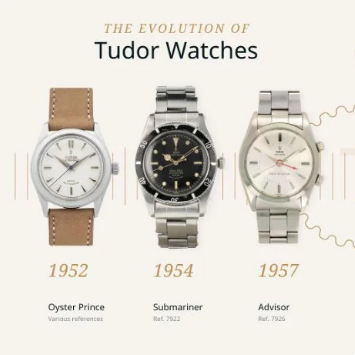 THE EVOLUTION OF
Tudor Watches
1952
1954
1957
Oyster Prince
Submariner
Advisor
Various references
Ref. 7922
Ref. 7926